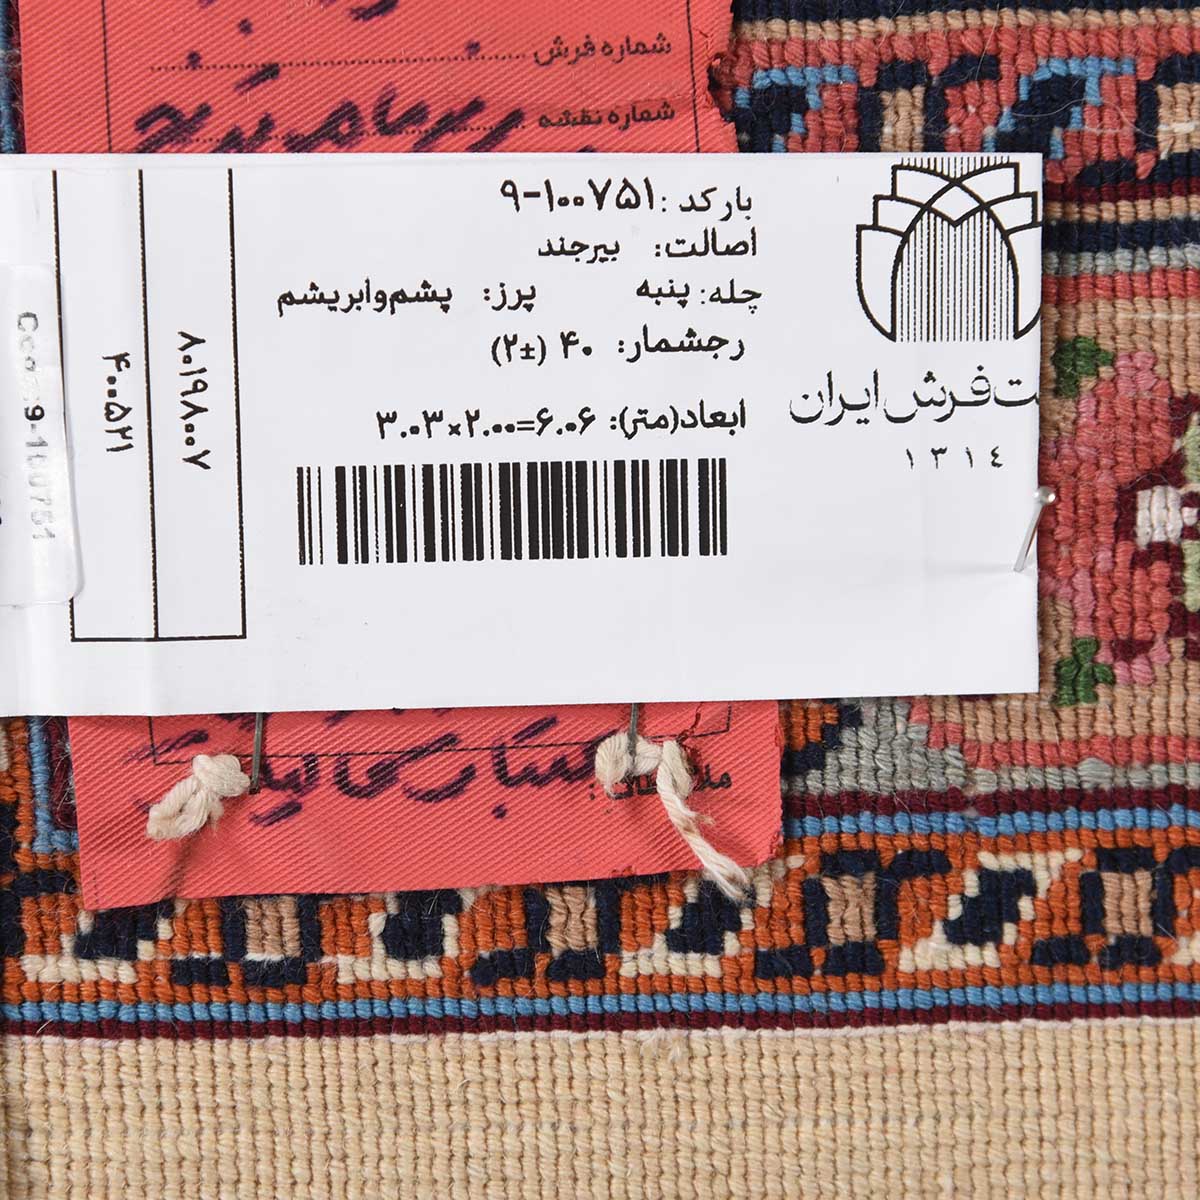 شماره فرش
شماره نقشه
بارکد: ۹-۱۰۰۷۵۱
اصالت: بیرجند
چله: پنبه پرز: پشم‌وابریشم
رجشمار: ۴۰ (±۲)
ابعاد(متر): ۳.۰۳×۲.۰۰=۶.۰۶
ت فرش ایران
۱۳۱٤
۸۰۱۹۸۰۰۷
۴۰۰۵۲۱
9-100751